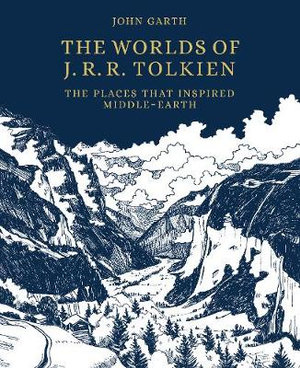 JOHN GARTH
THE WORLDS OF
J. R. R. TOLKIEN
THE PLACES THAT INSPIRED
MIDDLE-EARTH